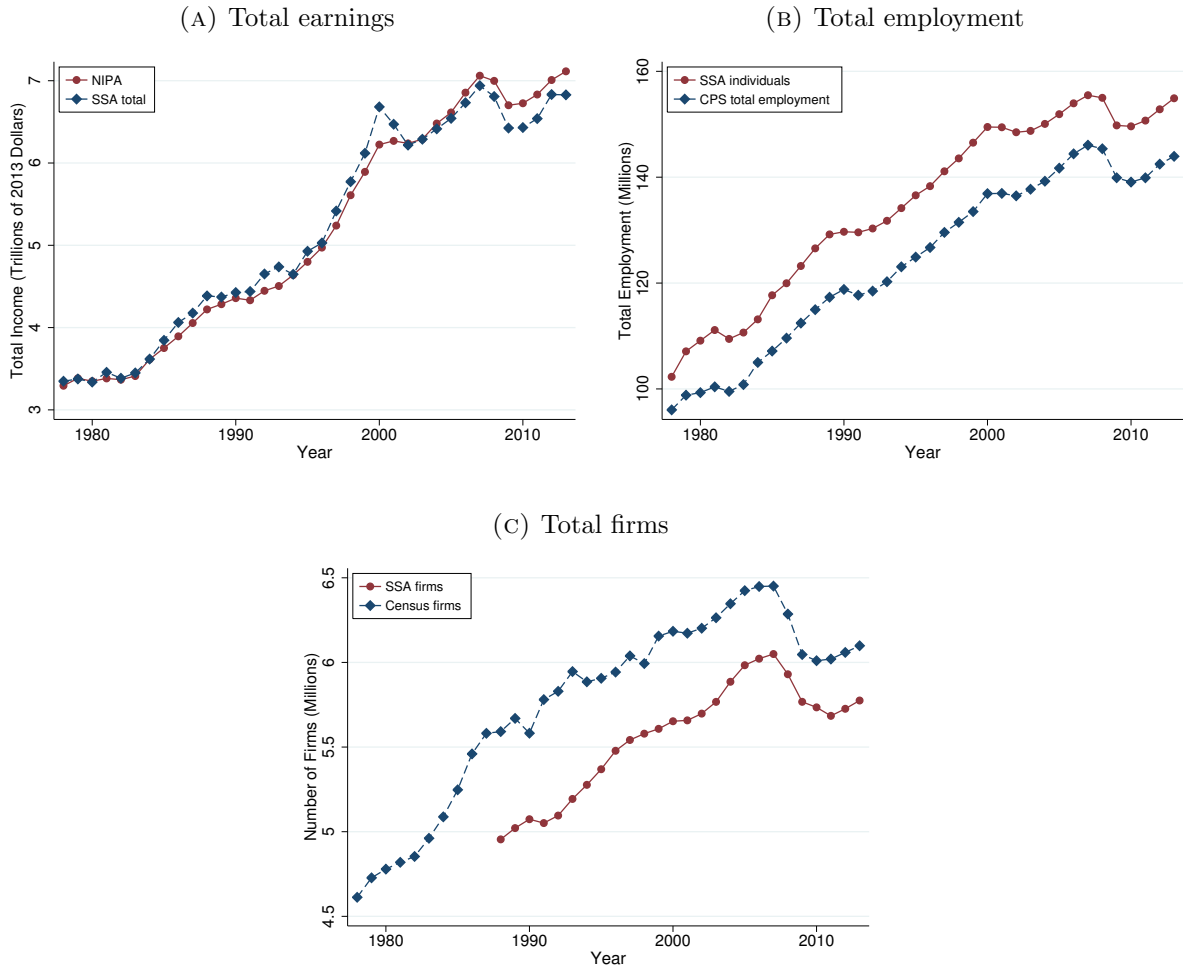 (A) Total earnings
NIPA
SSA total
Total Income (Trillions of 2013 Dollars)
7
6
5
4
3
1980 1990 2000 2010
Year
(B) Total employment
SSA individuals
CPS total employment
Total Employment (Millions)
160
140
120
100
1980 1990 2000 2010
Year
(C) Total firms
SSA firms
Census firms
Number of Firms (Millions)
6.5
6
5.5
5
4.5
1980 1990 2000 2010
Year